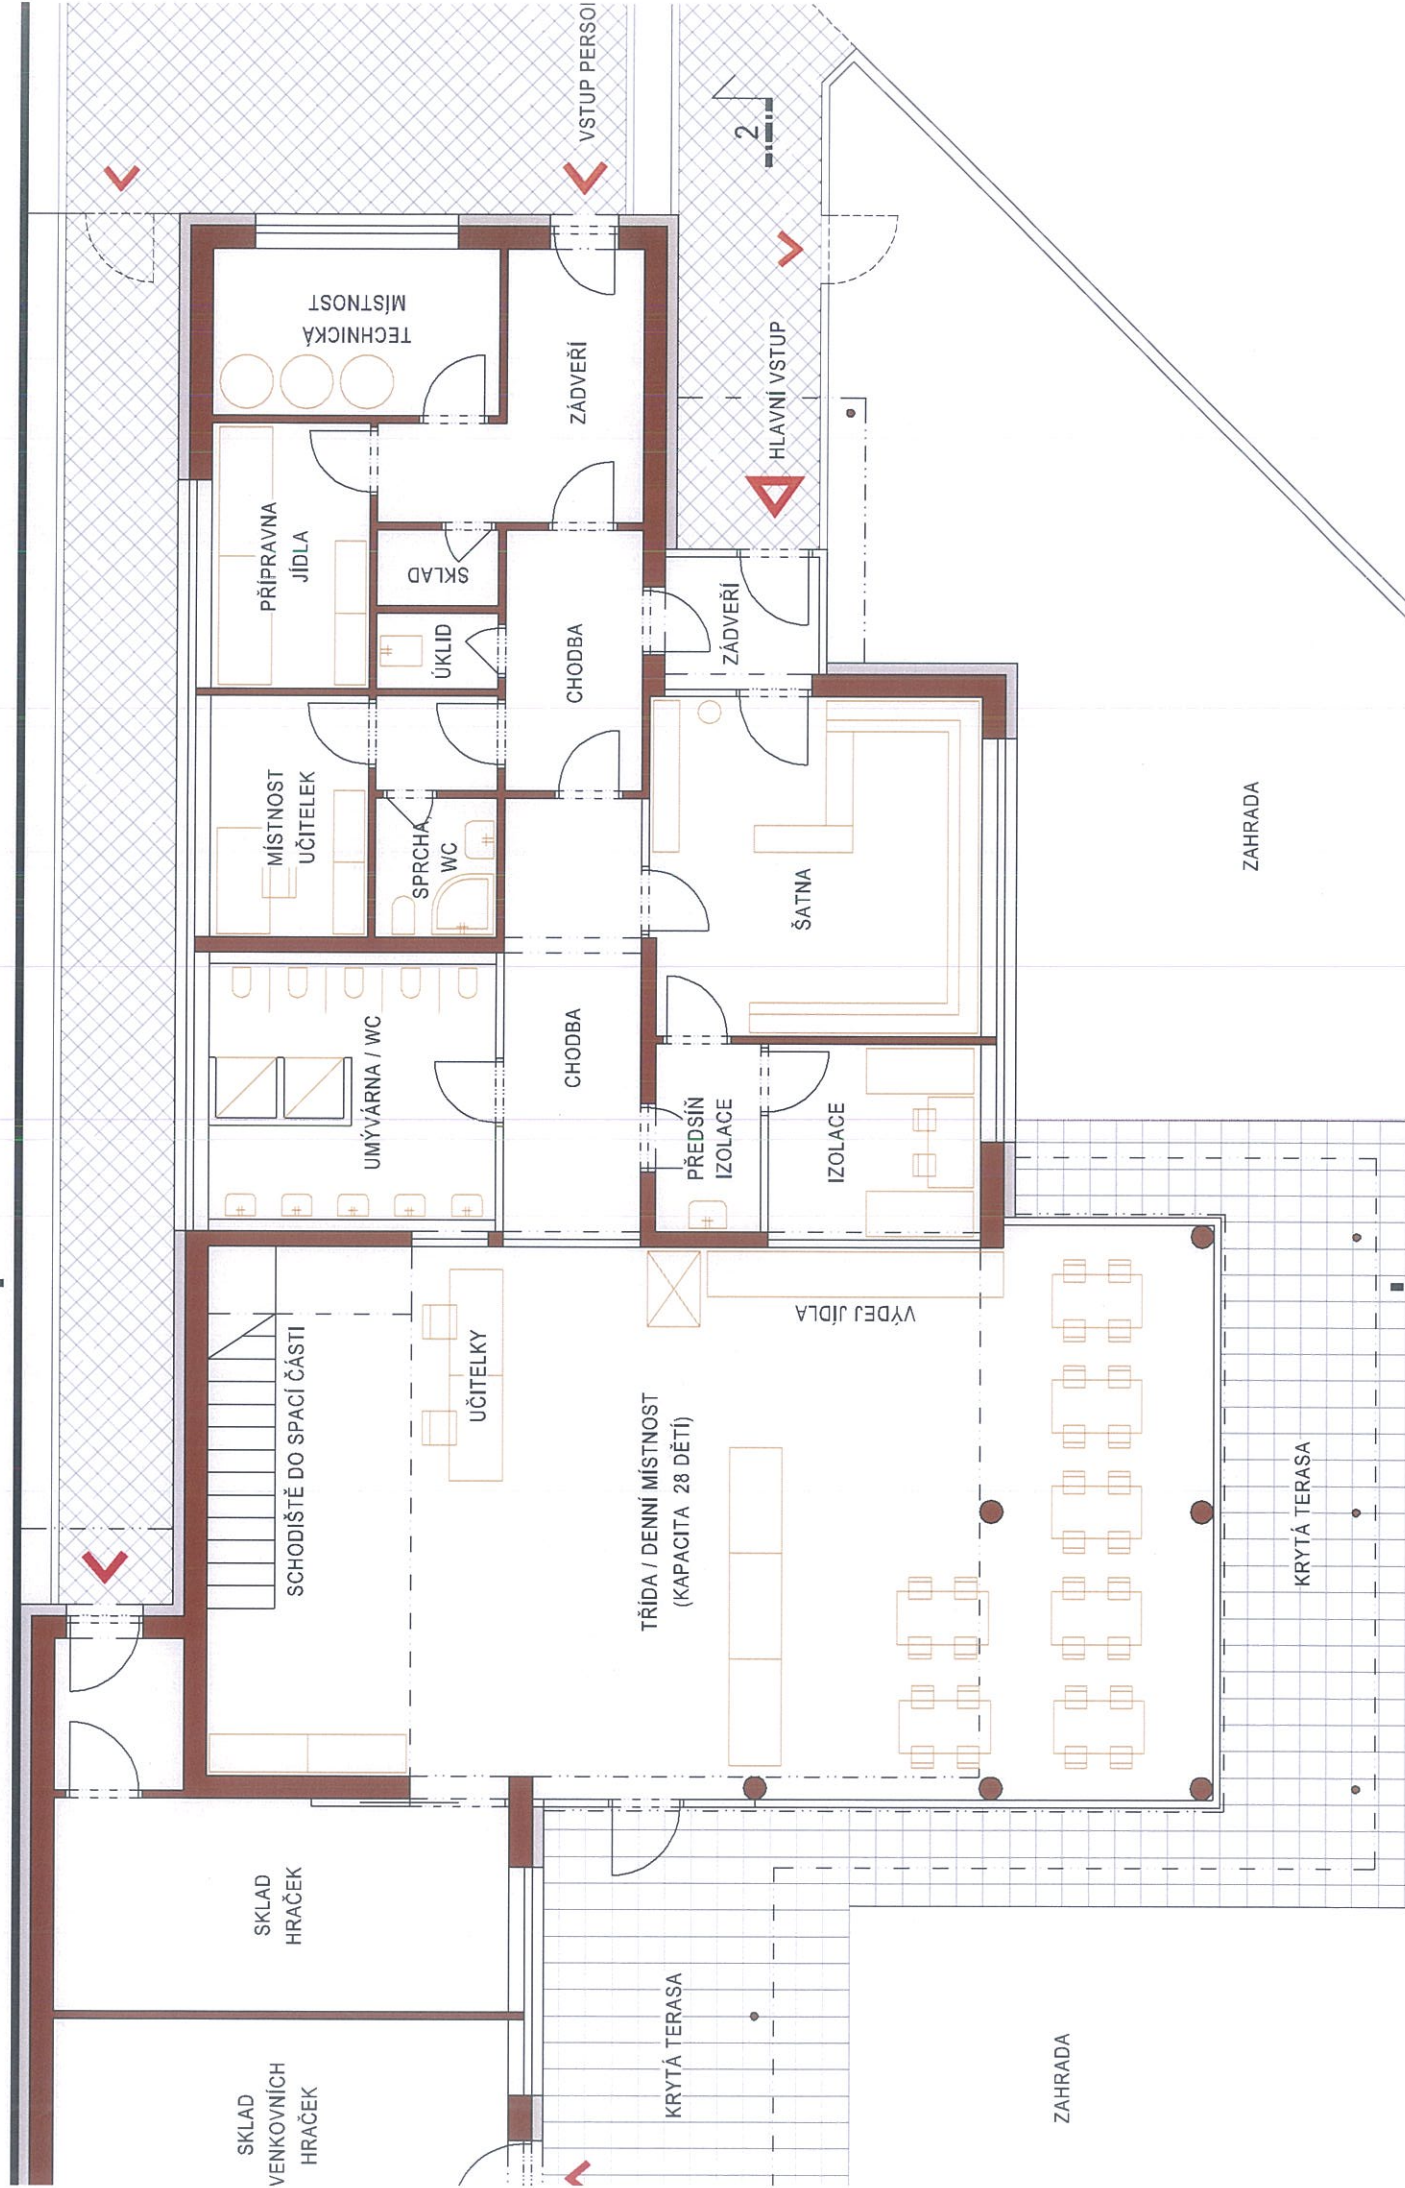 VSTUP PERSO
2
TECHNICKÁ
MÍSTNOST
ZÁDVEŘÍ
HLAVNÍ VSTUP
PŘÍPRAVNA
JÍDLA
SKLAD
ÚKLID
CHODBA
ZÁDVEŘÍ
MÍSTNOST
UČITELEK
SPRCHA
WC
ŠATNA
ZAHRADA
UMÝVÁRNA / WC
CHODBA
PŘEDSÍŇ
IZOLACE
IZOLACE
SCHODIŠTĚ DO SPACÍ ČÁSTI
UČITELKY
VÝDEJ JÍDLA
TŘÍDA / DENNÍ MÍSTNOST
(KAPACITA 28 DĚTÍ)
KRYTÁ TERASA
SKLAD
HRAČEK
SKLAD
VENKOVNÍCH
HRAČEK
KRYTÁ TERASA
ZAHRADA